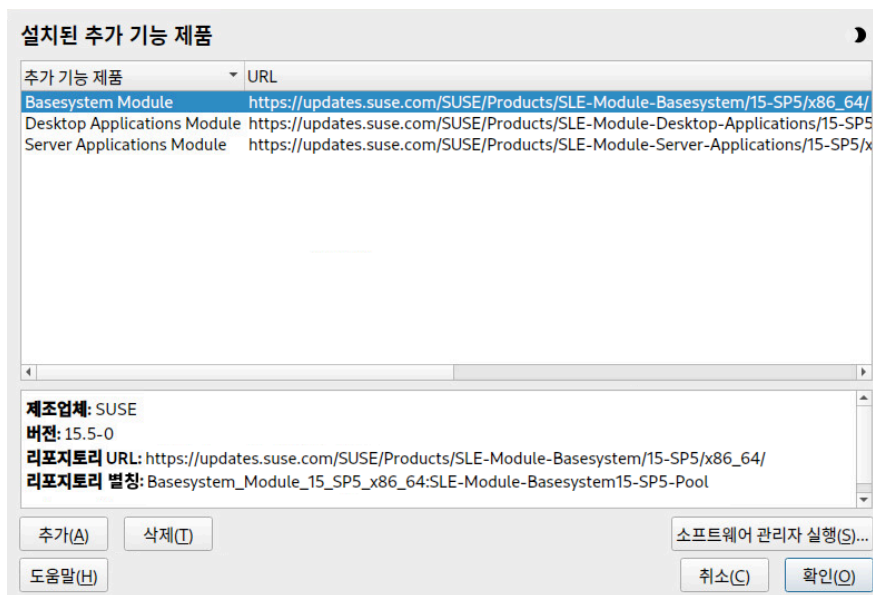 설치된 추가 기능 제품
추가 기능 제품 URL
Basesystem Module https://updates.suse.com/SUSE/Products/SLE-Module-Basesystem/15-SP5/x86_64/
Desktop Applications Module https://updates.suse.com/SUSE/Products/SLE-Module-Desktop-Applications/15-SP5
Server Applications Module https://updates.suse.com/SUSE/Products/SLE-Module-Server-Applications/15-SP5/x
제조업체: SUSE
버전: 15.5-0
리포지토리 URL: https://updates.suse.com/SUSE/Products/SLE-Module-Basesystem/15-SP5/x86_64/
리포지토리 별칭: Basesystem_Module_15_SP5_x86_64:SLE-Module-Basesystem15-SP5-Pool
추가(A) 삭제(T) 소프트웨어 관리자 실행(S)...
도움말(H) 취소(C) 확인(O)